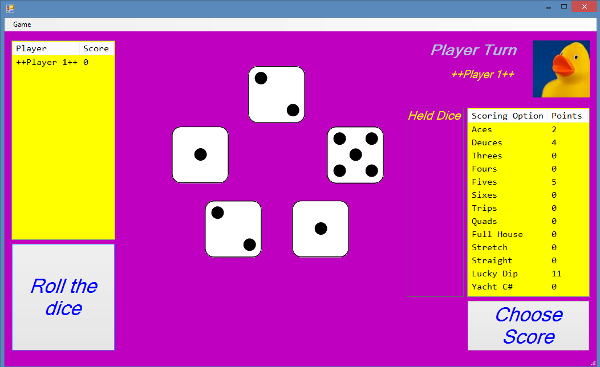 Game
Player Score
++Player 1++ 0
Player Turn
++Player 1++
Held Dice
Scoring Option Points
Aces 2
Deuces 4
Threes 0
Fours 0
Fives 5
Sixes 0
Trips 0
Quads 0
Full House 0
Stretch 0
Straight 0
Lucky Dip 11
Yacht C# 0
Roll the
dice
Choose
Score